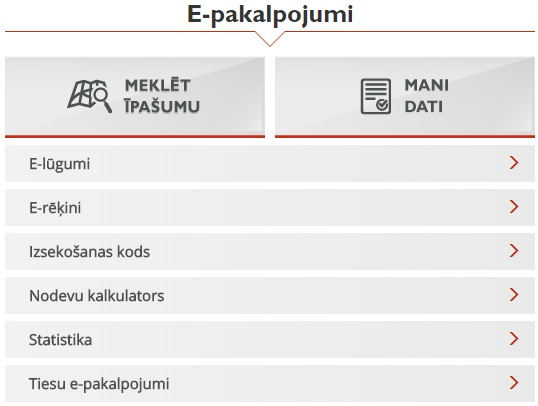 E-pakalpojumi
MEKLĒT
ĪPAŠUMU
MANI
DATI
E-lūgumi
E-rēķini
Izsekošanas kods
Nodevu kalkulators
Statistika
Tiesu e-pakalpojumi